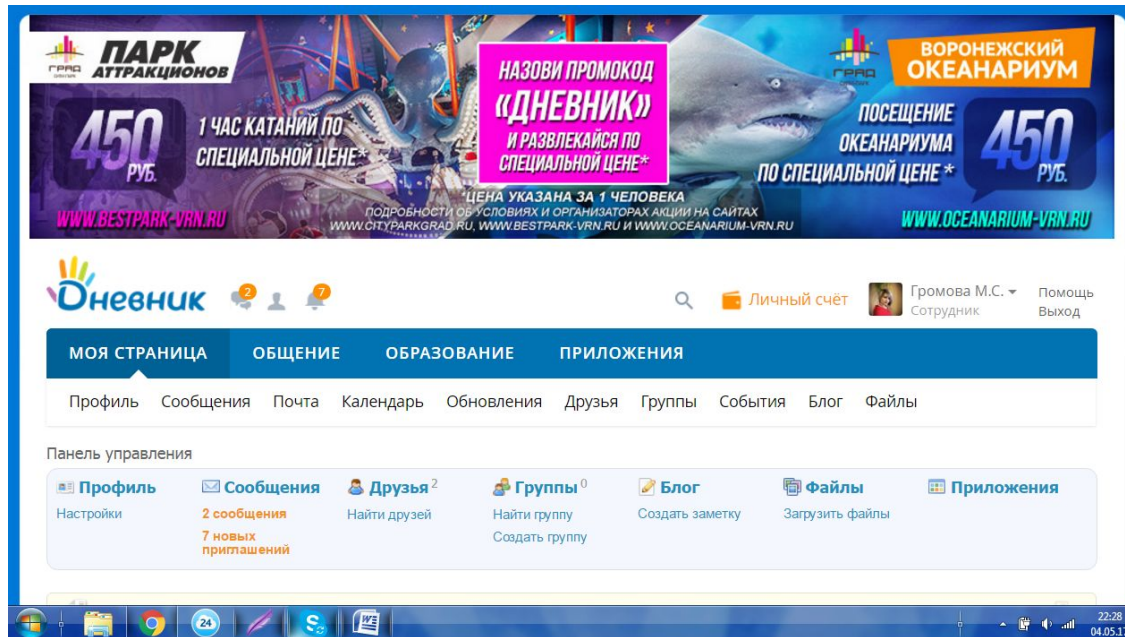 ГРАД
ПАРК
АТТРАКЦИОНОВ
450
РУБ.
1 ЧАС КАТАНИЙ ПО
СПЕЦИАЛЬНОЙ ЦЕНЕ*
WWW.BESTPARK-VRN.RU
НАЗОВИ ПРОМОКОД
«ДНЕВНИК»
И РАЗВЛЕКАЙСЯ ПО
СПЕЦИАЛЬНОЙ ЦЕНЕ*
*ЦЕНА УКАЗАНА ЗА 1 ЧЕЛОВЕКА
ПОДРОБНОСТИ ОБ УСЛОВИЯХ И ОРГАНИЗАТОРАХ АКЦИИ НА САЙТАХ
WWW.CITYPARKGRAD.RU, WWW.BESTPARK-VRN.RU И WWW.OCEANARIUM-VRN.RU
ГРАД
ВОРОНЕЖСКИЙ
ОКЕАНАРИУМ
ПОСЕЩЕНИЕ
ОКЕАНАРИУМА
ПО СПЕЦИАЛЬНОЙ ЦЕНЕ *
450
РУБ.
WWW.OCEANARIUM-VRN.RU
Дневник 2 7 Личный счёт Громова М.С. Помощь
Сотрудник Выход
МОЯ СТРАНИЦА ОБЩЕНИЕ ОБРАЗОВАНИЕ ПРИЛОЖЕНИЯ
Профиль Сообщения Почта Календарь Обновления Друзья Группы События Блог Файлы
Панель управления
Профиль Сообщения Друзья 2 Группы 0 Блог Файлы Приложения
Настройки 2 сообщения Найти друзей Найти группу Создать заметку Загрузить файлы
7 новых Создать группу
приглашений
24 22:28
04.05.17